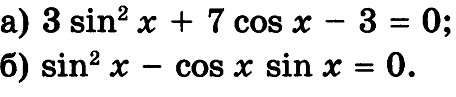 а) 3 sin² x + 7 cos x − 3 = 0;
б) sin² x − cos x sin x = 0.